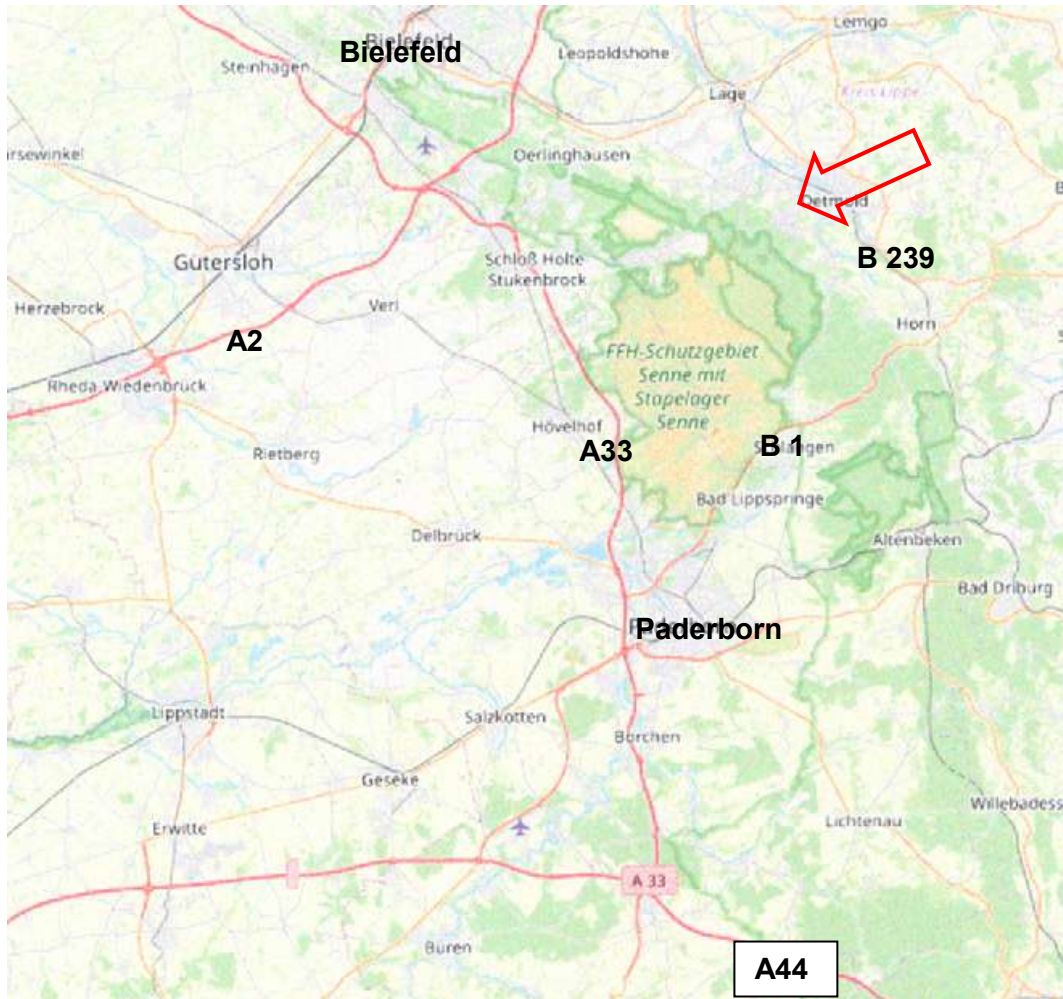 Lemgo
Bielefeld
Leopoldshöhe
Steinhagen
Lage
Kreis Lippe
arsewinkel
Oerlinghausen
Detmold
B 239
Gütersloh
Schloß Holte
Stukenbrock
Herzebrock
Verl
Horn
A2
FFH-Schutzgebiet
Senne mit
Stapelager
Senne
Rheda-Wiedenbrück
Hövelhof
A33
B 1
Rietberg
Bad Lippspringe
Delbrück
Altenbeken
Bad Driburg
Paderborn
Lippstadt
Salzkotten
Borchen
Geseke
Willebadess
Erwitte
Lichtenau
A 33
Büren
A44